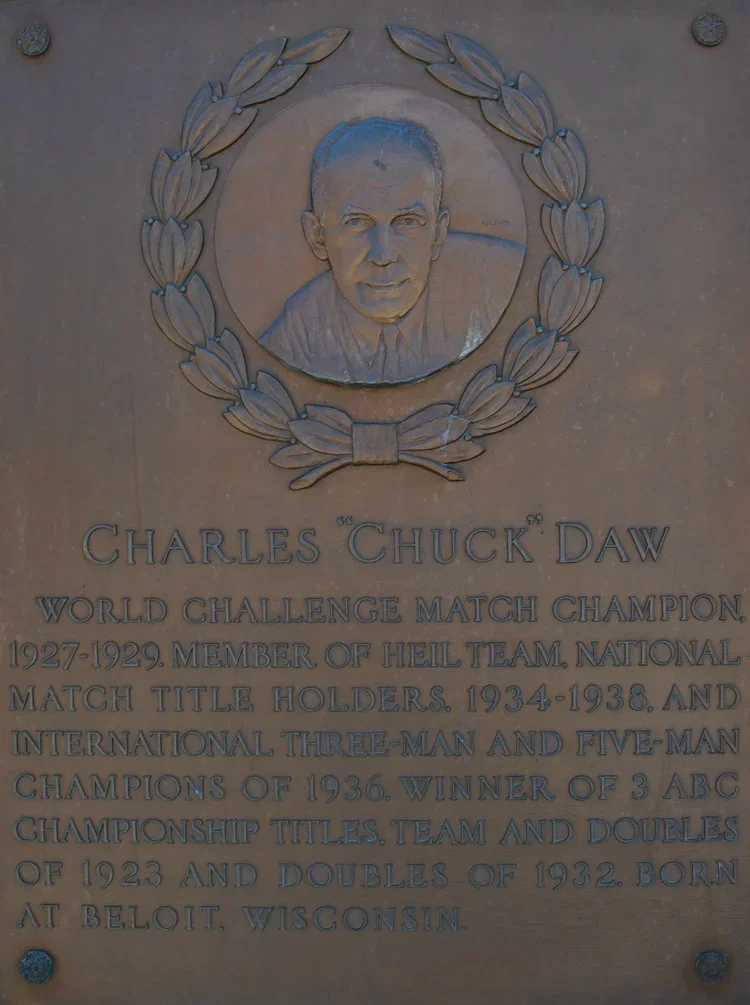 CHARLES "CHUCK" DAW
WORLD CHALLENGE MATCH CHAMPION,
1927-1929. MEMBER OF HEIL TEAM, NATIONAL
MATCH TITLE HOLDERS, 1934-1938, AND
INTERNATIONAL THREE-MAN AND FIVE-MAN
CHAMPIONS OF 1936. WINNER OF 3 ABC
CHAMPIONSHIP TITLES, TEAM AND DOUBLES
OF 1923 AND DOUBLES OF 1932. BORN
AT BELOIT, WISCONSIN.